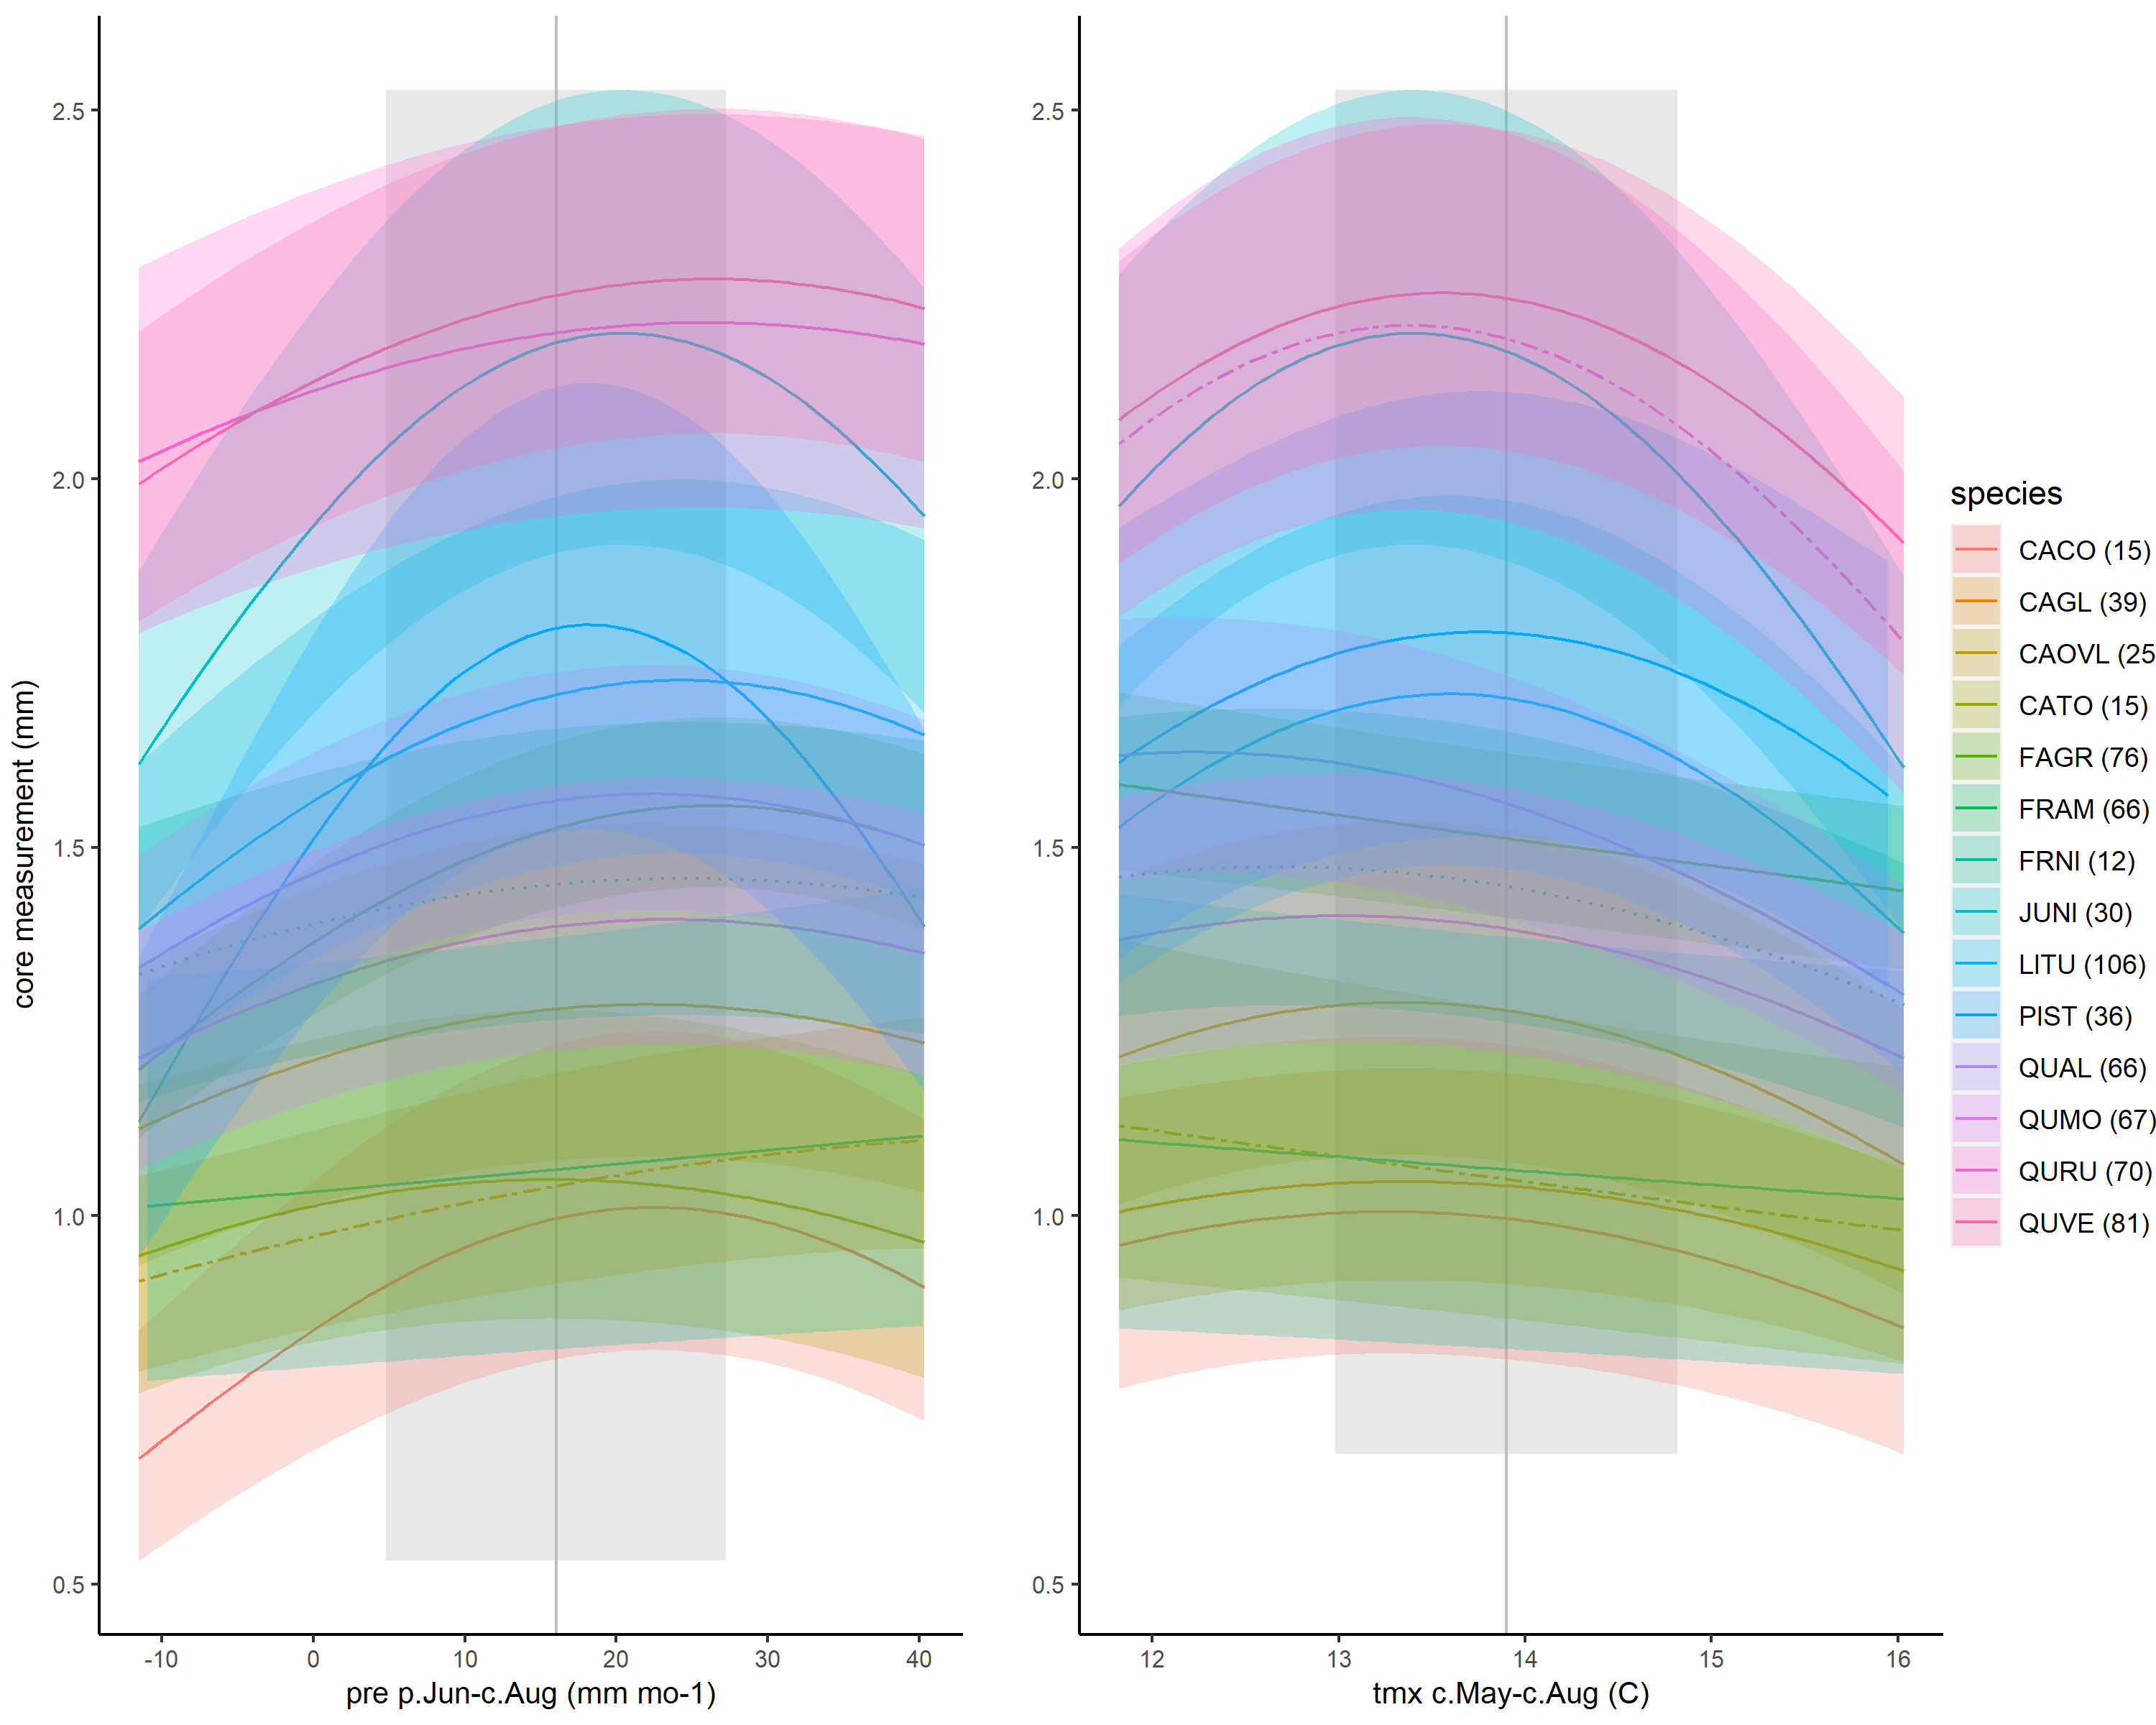 core measurement (mm)
2.5
2.0
1.5
1.0
0.5
-10 0 10 20 30 40
pre p.Jun-c.Aug (mm mo-1)
2.5
2.0
1.5
1.0
0.5
12 13 14 15 16
tmx c.May-c.Aug (C)
species
CACO (15)
CAGL (39)
CAOVL (25
CATO (15)
FAGR (76)
FRAM (66)
FRNI (12)
JUNI (30)
LITU (106)
PIST (36)
QUAL (66)
QUMO (67)
QURU (70)
QUVE (81)